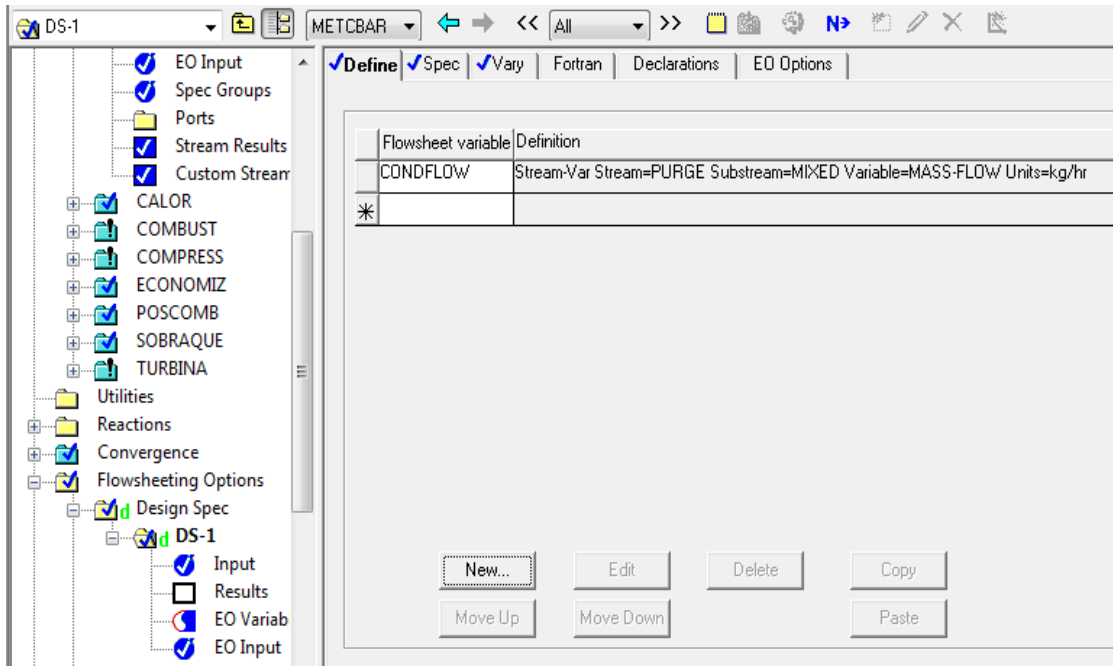 DS-1 METCBAR << All >> N→
EO Input
Spec Groups
Ports
Stream Results
Custom Stream
CALOR
COMBUST
COMPRESS
ECONOMIZ
POSCOMB
SOBRAQUE
TURBINA
Utilities
Reactions
Convergence
Flowsheeting Options
d Design Spec
d DS-1
Input
Results
EO Variab
EO Input
Define Spec Vary Fortran Declarations EO Options
Flowsheet variable Definition
CONDFLOW Stream-Var Stream=PURGE Substream=MIXED Variable=MASS-FLOW Units=kg/hr
New... Edit Delete Copy
Move Up Move Down Paste